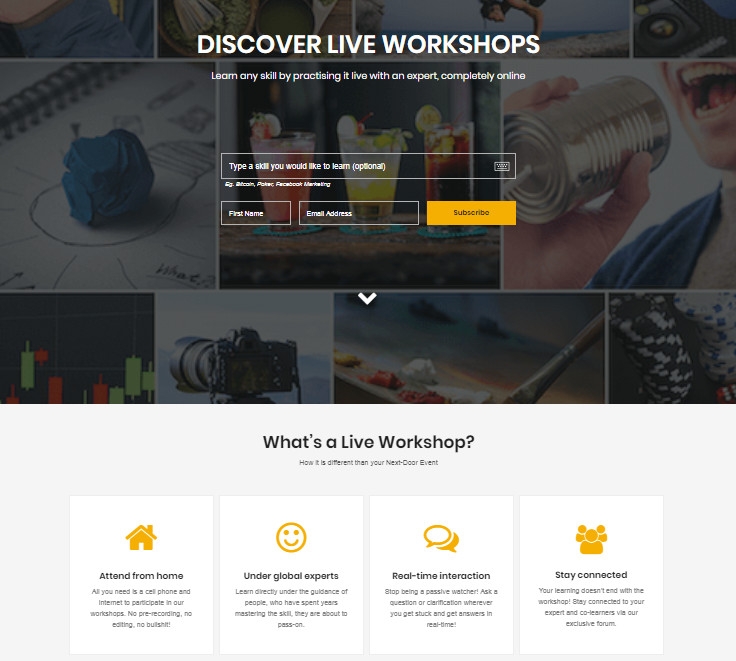 DISCOVER LIVE WORKSHOPS
Learn any skill by practising it live with an expert, completely online
Type a skill you would like to learn (optional)
Eg. Bitcoin, Poker, Facebook Marketing
First Name
Email Address
Subscribe
What's a Live Workshop?
How it is different than your Next-Door Event
Attend from home
All you need is a cell phone and
internet to participate in our
workshops. No pre-recording, no
editing, no bullshit!
Under global experts
Learn directly under the guidance of
people, who have spent years
mastering the skill, they are about to
pass-on.
Real-time interaction
Stop being a passive watcher! Ask a
question or clarification wherever
you get stuck and get answers in
real-time!
Stay connected
Your learning doesn't end with the
workshop! Stay connected to your
expert and co-learners via our
exclusive forum.